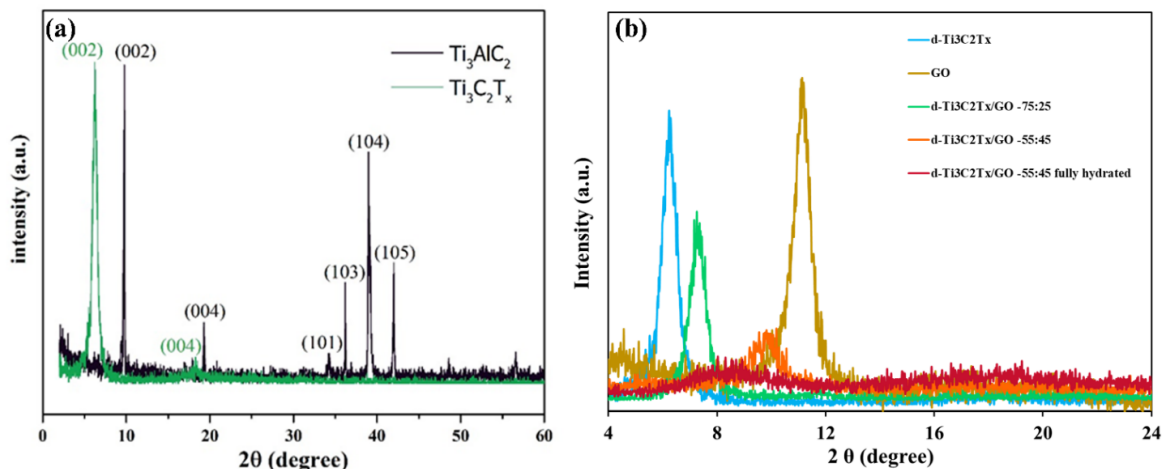 (a)
(002)
(002)
Ti₃AlC₂
Ti₃C₂Tₓ
(104)
(105)
(103)
(004)
(101)
(004)
intensity (a.u.)
0 10 20 30 40 50 60
2θ (degree)
(b)
d-Ti3C2Tx
GO
d-Ti3C2Tx/GO -75:25
d-Ti3C2Tx/GO -55:45
d-Ti3C2Tx/GO -55:45 fully hydrated
Intensity (a.u.)
4 8 12 16 20 24
2 θ (degree)